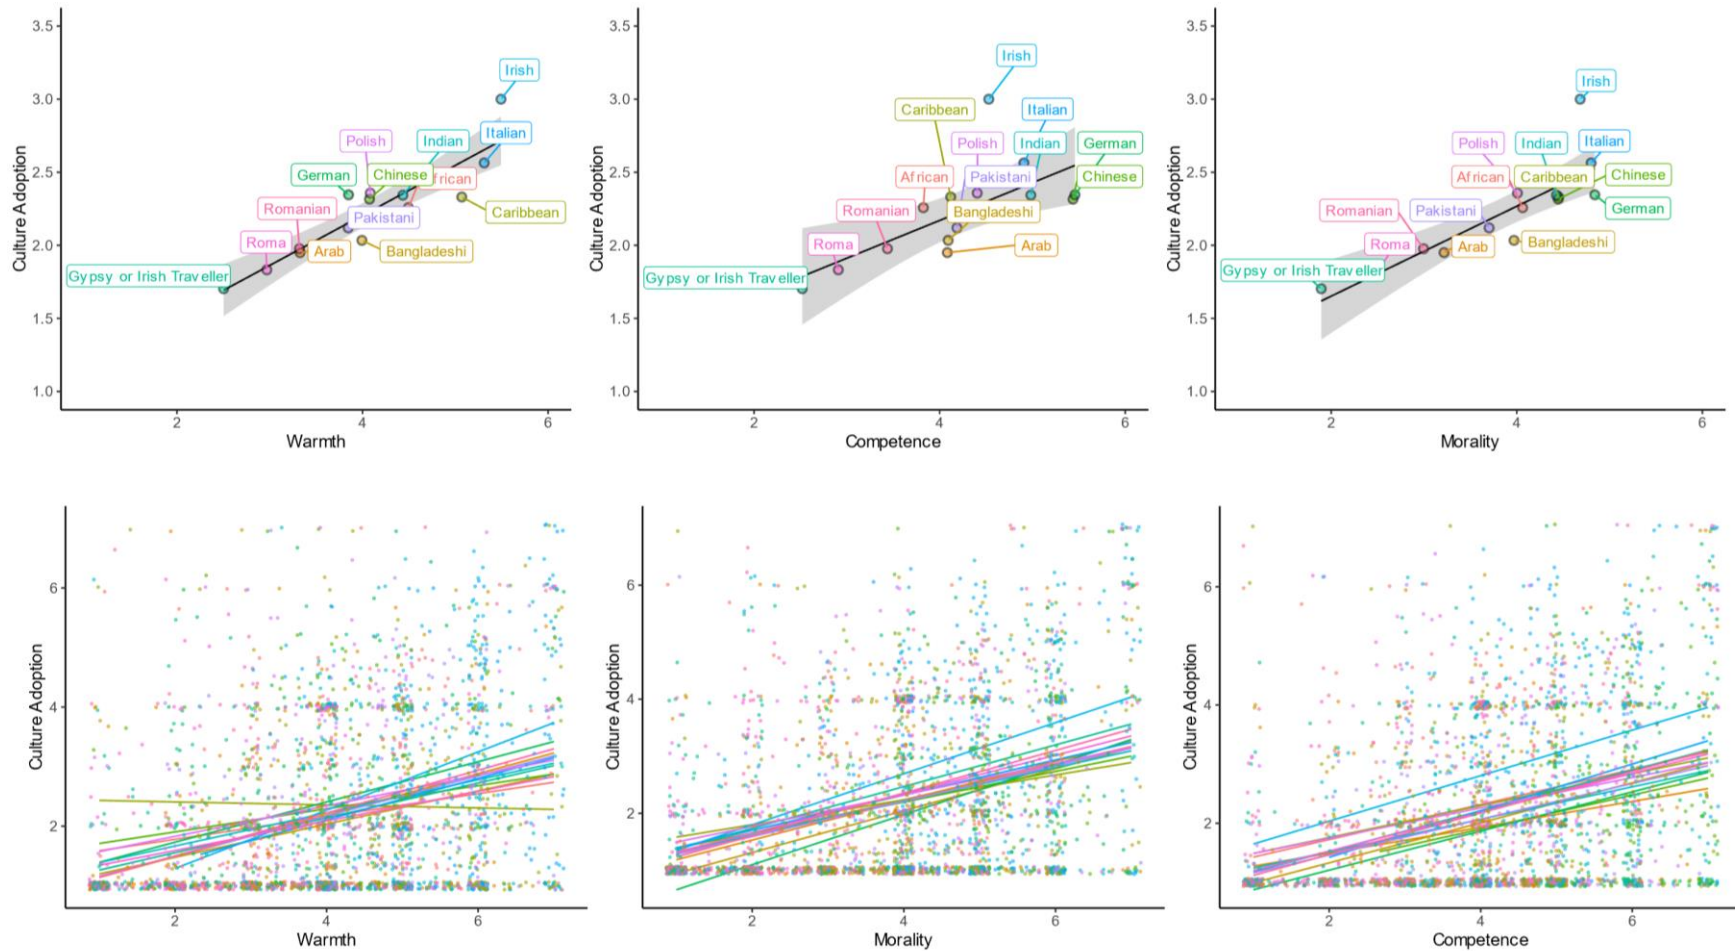 3.5
3.0
2.5
2.0
1.5
1.0
Culture Adoption
Irish
Polish
Indian
Italian
German
Chinese
African
Romanian
Pakistani
Caribbean
Roma
Arab
Bangladeshi
Gypsy or Irish Traveller
2
4
6
Warmth
3.5
3.0
2.5
2.0
1.5
1.0
Culture Adoption
Irish
Caribbean
Italian
Polish
Indian
German
African
Pakistani
Chinese
Romanian
Bangladeshi
Roma
Arab
Gypsy or Irish Traveller
2
4
6
Competence
3.5
3.0
2.5
2.0
1.5
1.0
Culture Adoption
Irish
Polish
Indian
Italian
African
Caribbean
Chinese
Romanian
Pakistani
German
Roma
Arab
Bangladeshi
Gypsy or Irish Traveller
2
4
6
Morality
6
4
2
Culture Adoption
2
4
6
Warmth
6
4
2
Culture Adoption
2
4
6
Morality
6
4
2
Culture Adoption
2
4
6
Competence